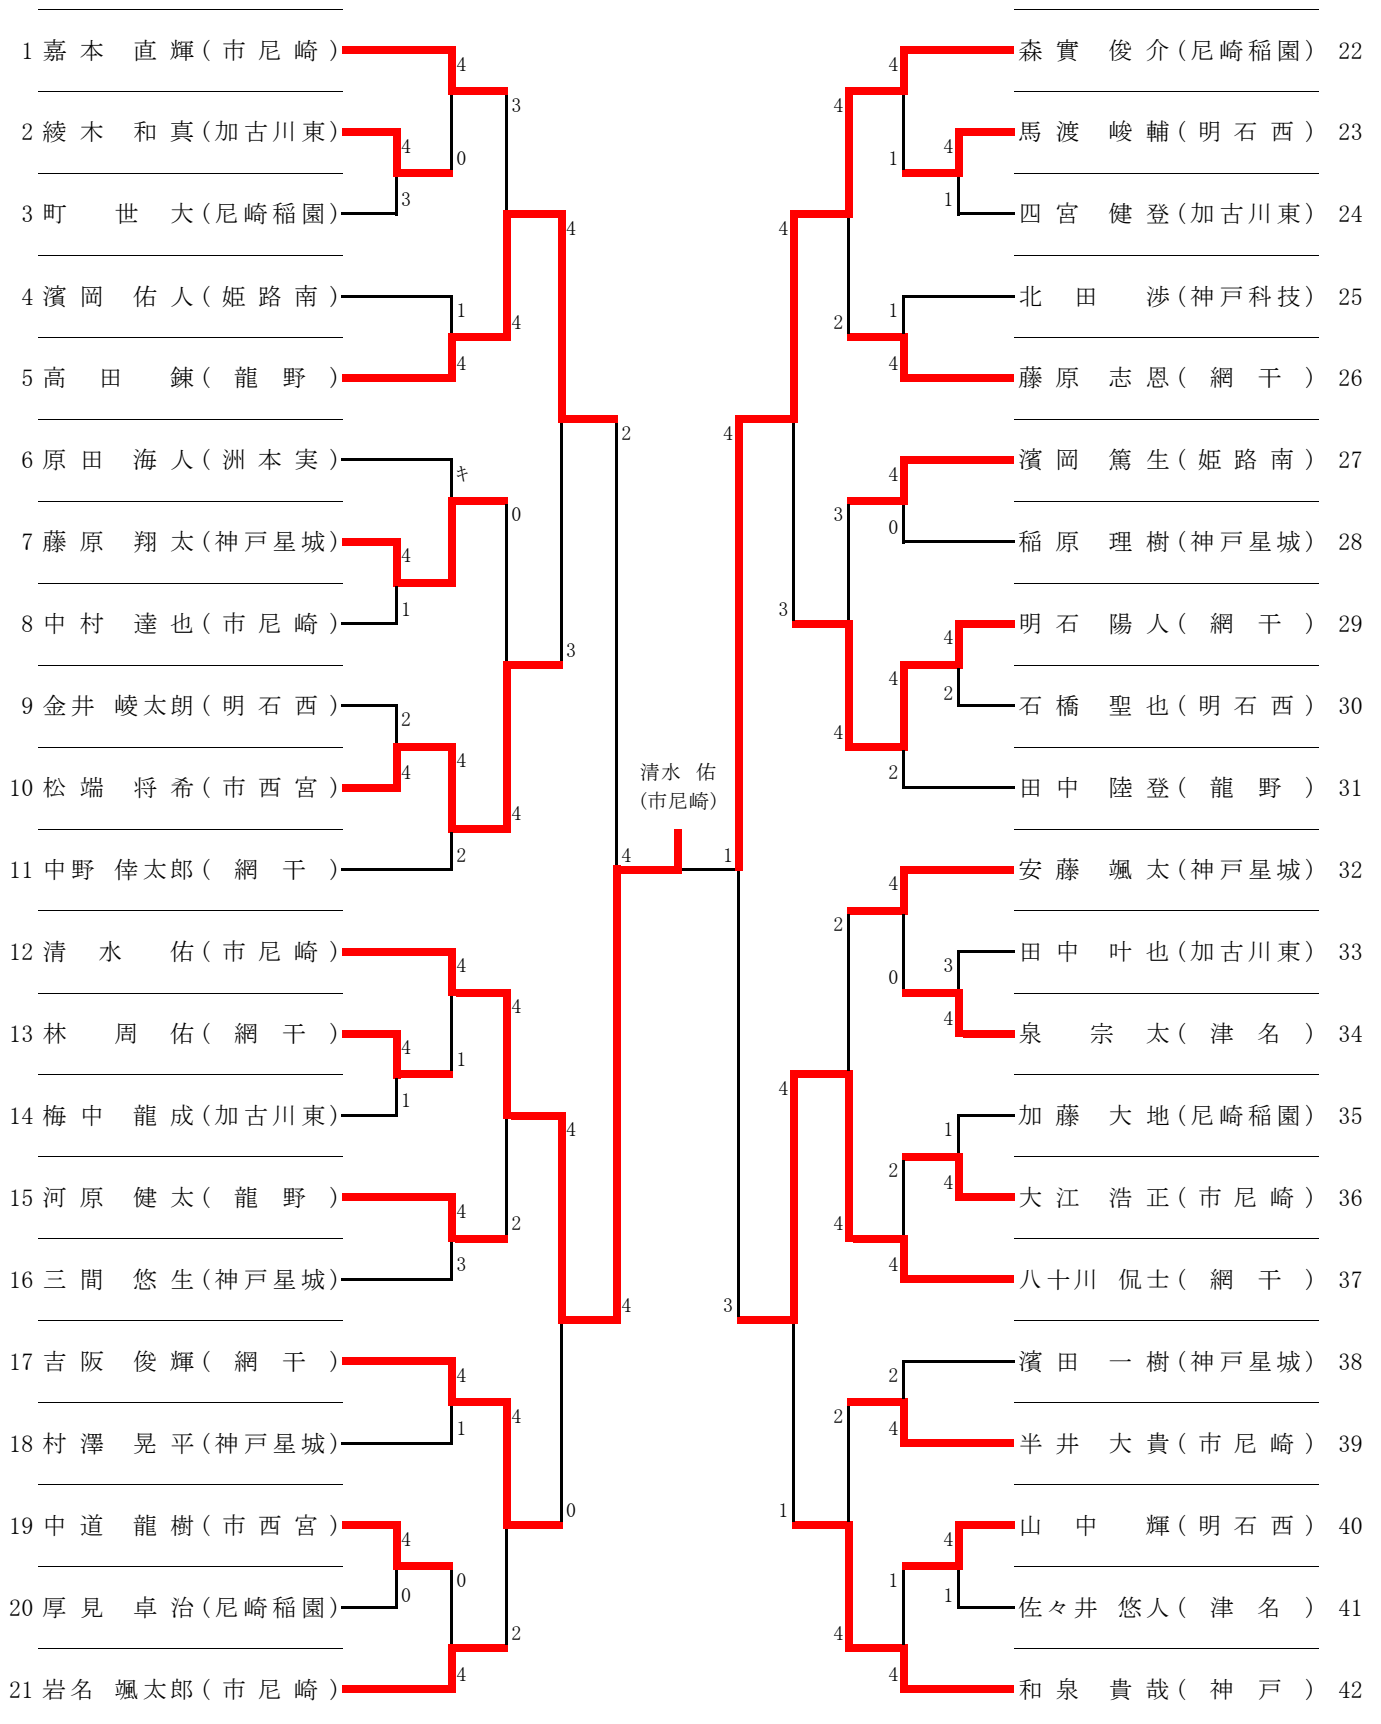 1 嘉本 直輝(市尼崎)
2 綾木 和真(加古川東)
3 町 世大(尼崎稲園)
4 濱岡 佑人(姫路南)
5 高田 錬(龍野)
6 原田 海人(洲本実)
7 藤原 翔太(神戸星城)
8 中村 達也(市尼崎)
9 金井 崚太朗(明石西)
10 松端 将希(市西宮)
11 中野 倖太郎(網干)
12 清水 佑(市尼崎)
13 林 周佑(網干)
14 梅中 龍成(加古川東)
15 河原 健太(龍野)
16 三間 悠生(神戸星城)
17 吉阪 俊輝(網干)
18 村澤 晃平(神戸星城)
19 中道 龍樹(市西宮)
20 厚見 卓治(尼崎稲園)
21 岩名 颯太郎(市尼崎)
4
3
4
0
3
1
4
4
2
キ
0
4
1
3
2
4
4
4
2
4
4
4
1
1
4
4
2
3
4
4
4
1
0
4
0
0
2
4
清水 佑
(市尼崎)
4
1
4
4
4
1
1
4
1
2
4
4
4
3
0
3
4
4
2
4
2
4
2
3
0
4
4
1
2
4
4
4
3
2
2
4
1
4
1
1
4
4
森實 俊介(尼崎稲園) 22
馬渡 峻輔(明石西) 23
四宮 健登(加古川東) 24
北田 渉(神戸科技) 25
藤原 志恩(網干) 26
濱岡 篤生(姫路南) 27
稲原 理樹(神戸星城) 28
明石 陽人(網干) 29
石橋 聖也(明石西) 30
田中 陸登(龍野) 31
安藤 颯太(神戸星城) 32
田中 叶也(加古川東) 33
泉 宗太(津名) 34
加藤 大地(尼崎稲園) 35
大江 浩正(市尼崎) 36
八十川 侃士(網干) 37
濱田 一樹(神戸星城) 38
半井 大貴(市尼崎) 39
山中 輝(明石西) 40
佐々井 悠人(津名) 41
和泉 貴哉(神戸) 42